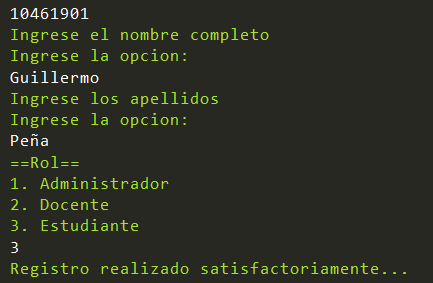 10461901
Ingrese el nombre completo
Ingrese la opcion:
Guillermo
Ingrese los apellidos
Ingrese la opcion:
Peña
==Rol==
1. Administrador
2. Docente
3. Estudiante
3
Registro realizado satisfactoriamente...